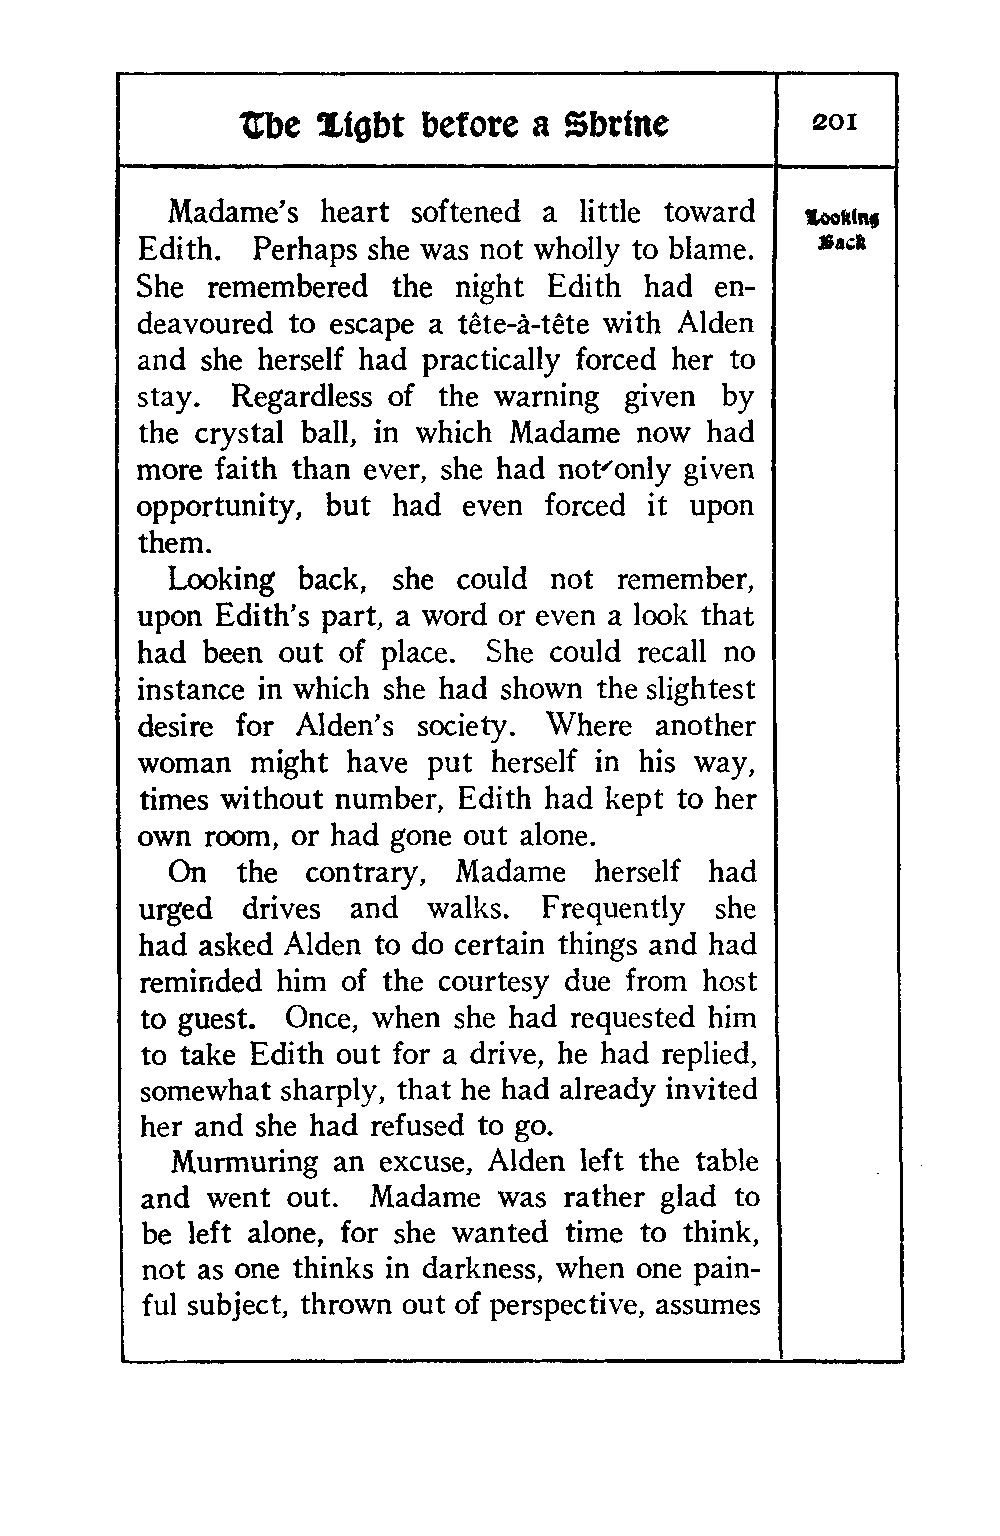 The Light before a Shrine 201
Looking
Back
Madame's heart softened a little toward
Edith. Perhaps she was not wholly to blame.
She remembered the night Edith had en-
deavoured to escape a tête-à-tête with Alden
and she herself had practically forced her to
stay. Regardless of the warning given by
the crystal ball, in which Madame now had
more faith than ever, she had not only given
opportunity, but had even forced it upon
them.
Looking back, she could not remember,
upon Edith's part, a word or even a look that
had been out of place. She could recall no
instance in which she had shown the slightest
desire for Alden's society. Where another
woman might have put herself in his way,
times without number, Edith had kept to her
own room, or had gone out alone.
On the contrary, Madame herself had
urged drives and walks. Frequently she
had asked Alden to do certain things and had
reminded him of the courtesy due from host
to guest. Once, when she had requested him
to take Edith out for a drive, he had replied,
somewhat sharply, that he had already invited
her and she had refused to go.
Murmuring an excuse, Alden left the table
and went out. Madame was rather glad to
be left alone, for she wanted time to think,
not as one thinks in darkness, when one pain-
ful subject, thrown out of perspective, assumes